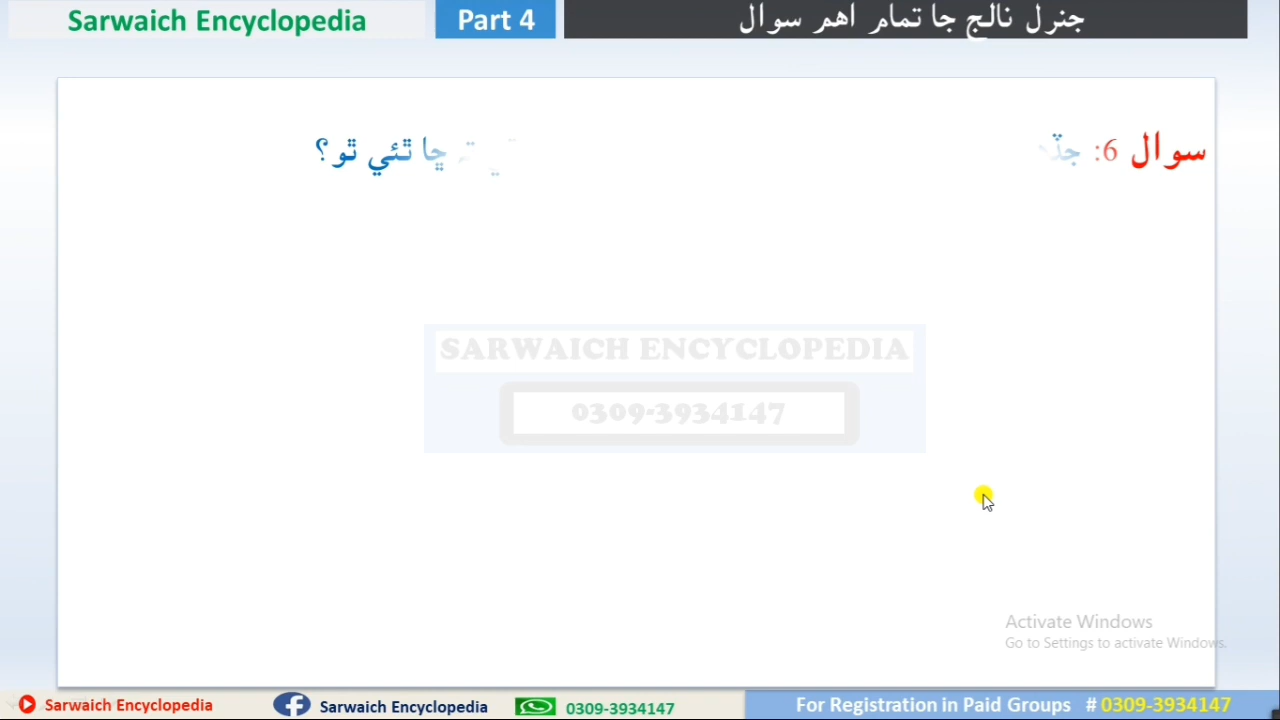 Sarwaich Encyclopedia
Part 4
جنرل نالج جا تمام اهم سوال
سوال 6:
ڇا ٿئي ٿو؟
SARWAICH ENCYCLOPEDIA
0309-3934147
Activate Windows
Go to Settings to activate Windows.
Sarwaich Encyclopedia
Sarwaich Encyclopedia
0309-3934147
For Registration in Paid Groups # 0309-3934147